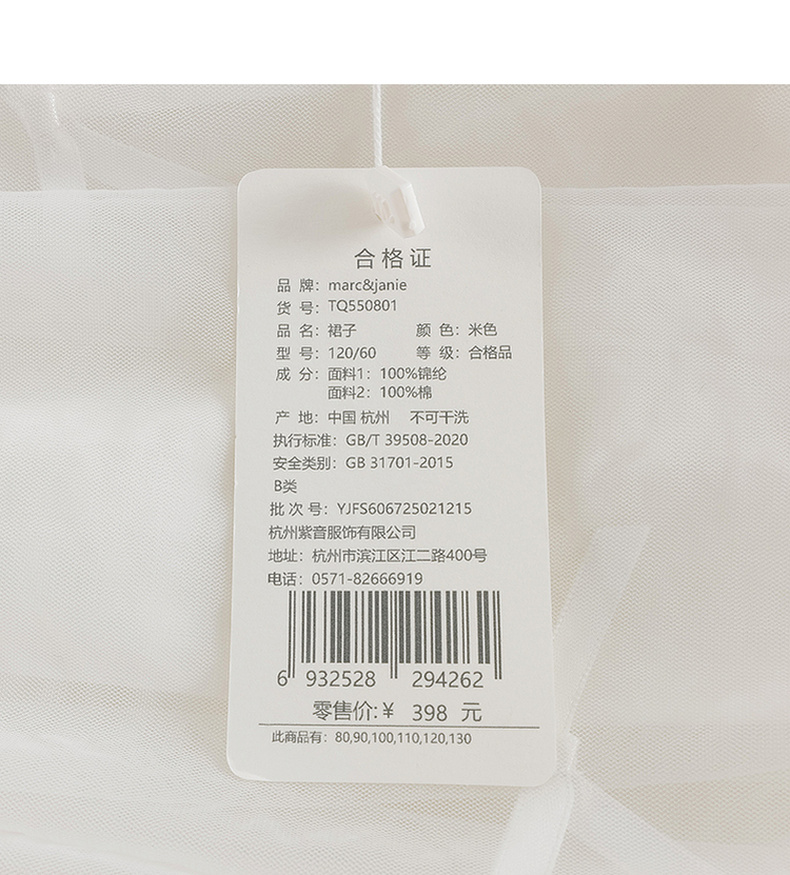 合格证
品 牌：marc&janie
货 号：TQ550801
品 名：裙子 颜 色：米色
型 号：120/60 等 级：合格品
成 分：面料1：100%锦纶
面料2：100%棉
产 地：中国 杭州 不可干洗
执行标准：GB/T 39508-2020
安全类别：GB 31701-2015
B类
批 次 号：YJFS606725021215
杭州紫音服饰有限公司
地址：杭州市滨江区江二路400号
电话：0571-82666919
6 932528 294262
零售价:¥ 398 元
此商品有：80,90,100,110,120,130